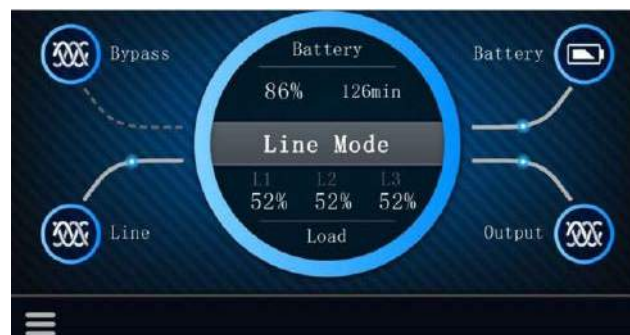 Bypass
Battery
Battery
86% 126min
Line Mode
L1 L2 L3
52% 52% 52%
Load
Line
Output